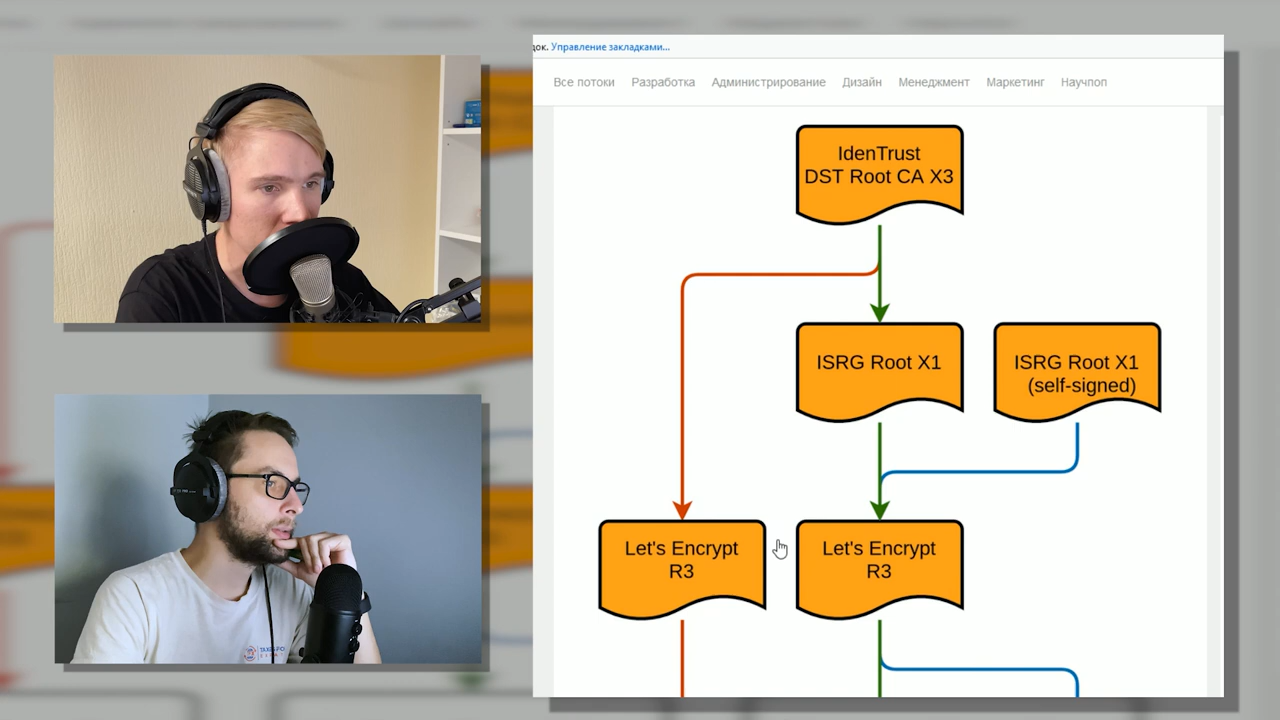 док. Управление закладками...
Все потоки Разработка Администрирование Дизайн Менеджмент Маркетинг Научпоп
IdenTrust
DST Root CA X3
ISRG Root X1
ISRG Root X1
(self-signed)
Let's Encrypt
R3
Let's Encrypt
R3